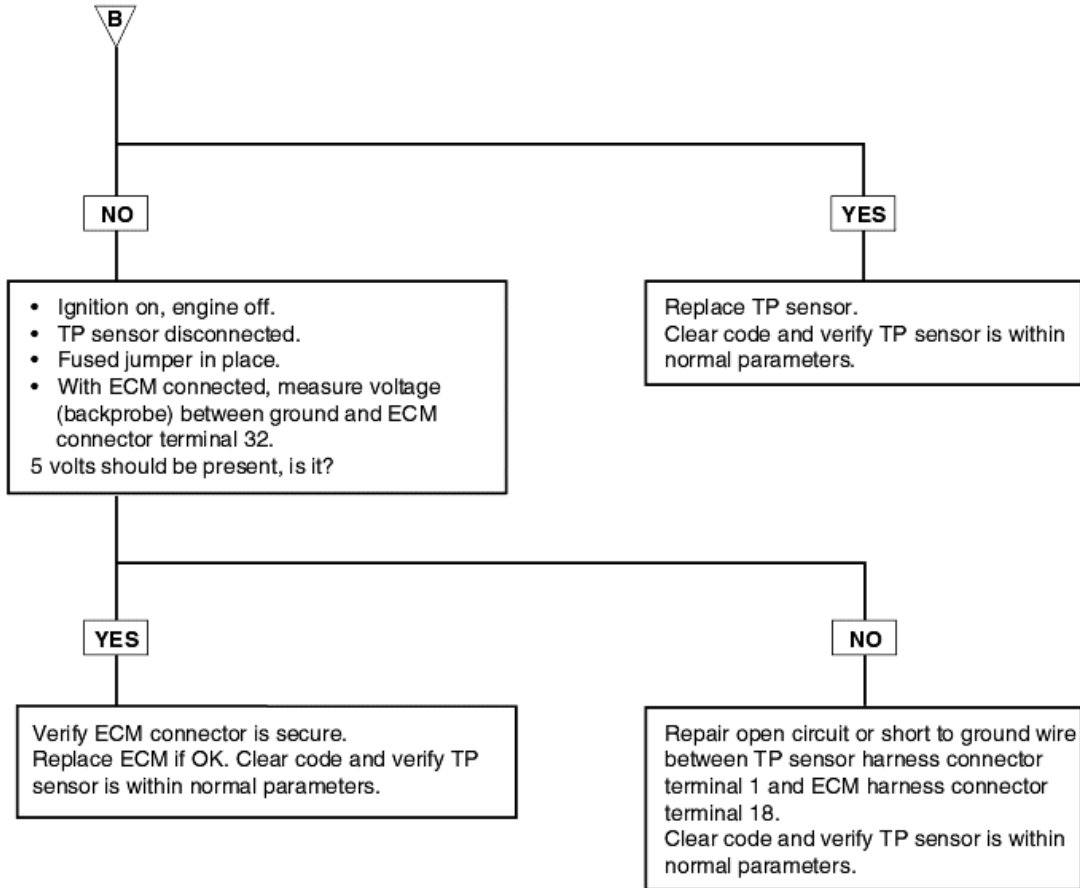 B
NO
YES
• Ignition on, engine off.
• TP sensor disconnected.
• Fused jumper in place.
• With ECM connected, measure voltage
(backprobe) between ground and ECM
connector terminal 32.
5 volts should be present, is it?
Replace TP sensor.
Clear code and verify TP sensor is within
normal parameters.
YES
NO
Verify ECM connector is secure.
Replace ECM if OK. Clear code and verify TP
sensor is within normal parameters.
Repair open circuit or short to ground wire
between TP sensor harness connector
terminal 1 and ECM harness connector
terminal 18.
Clear code and verify TP sensor is within
normal parameters.